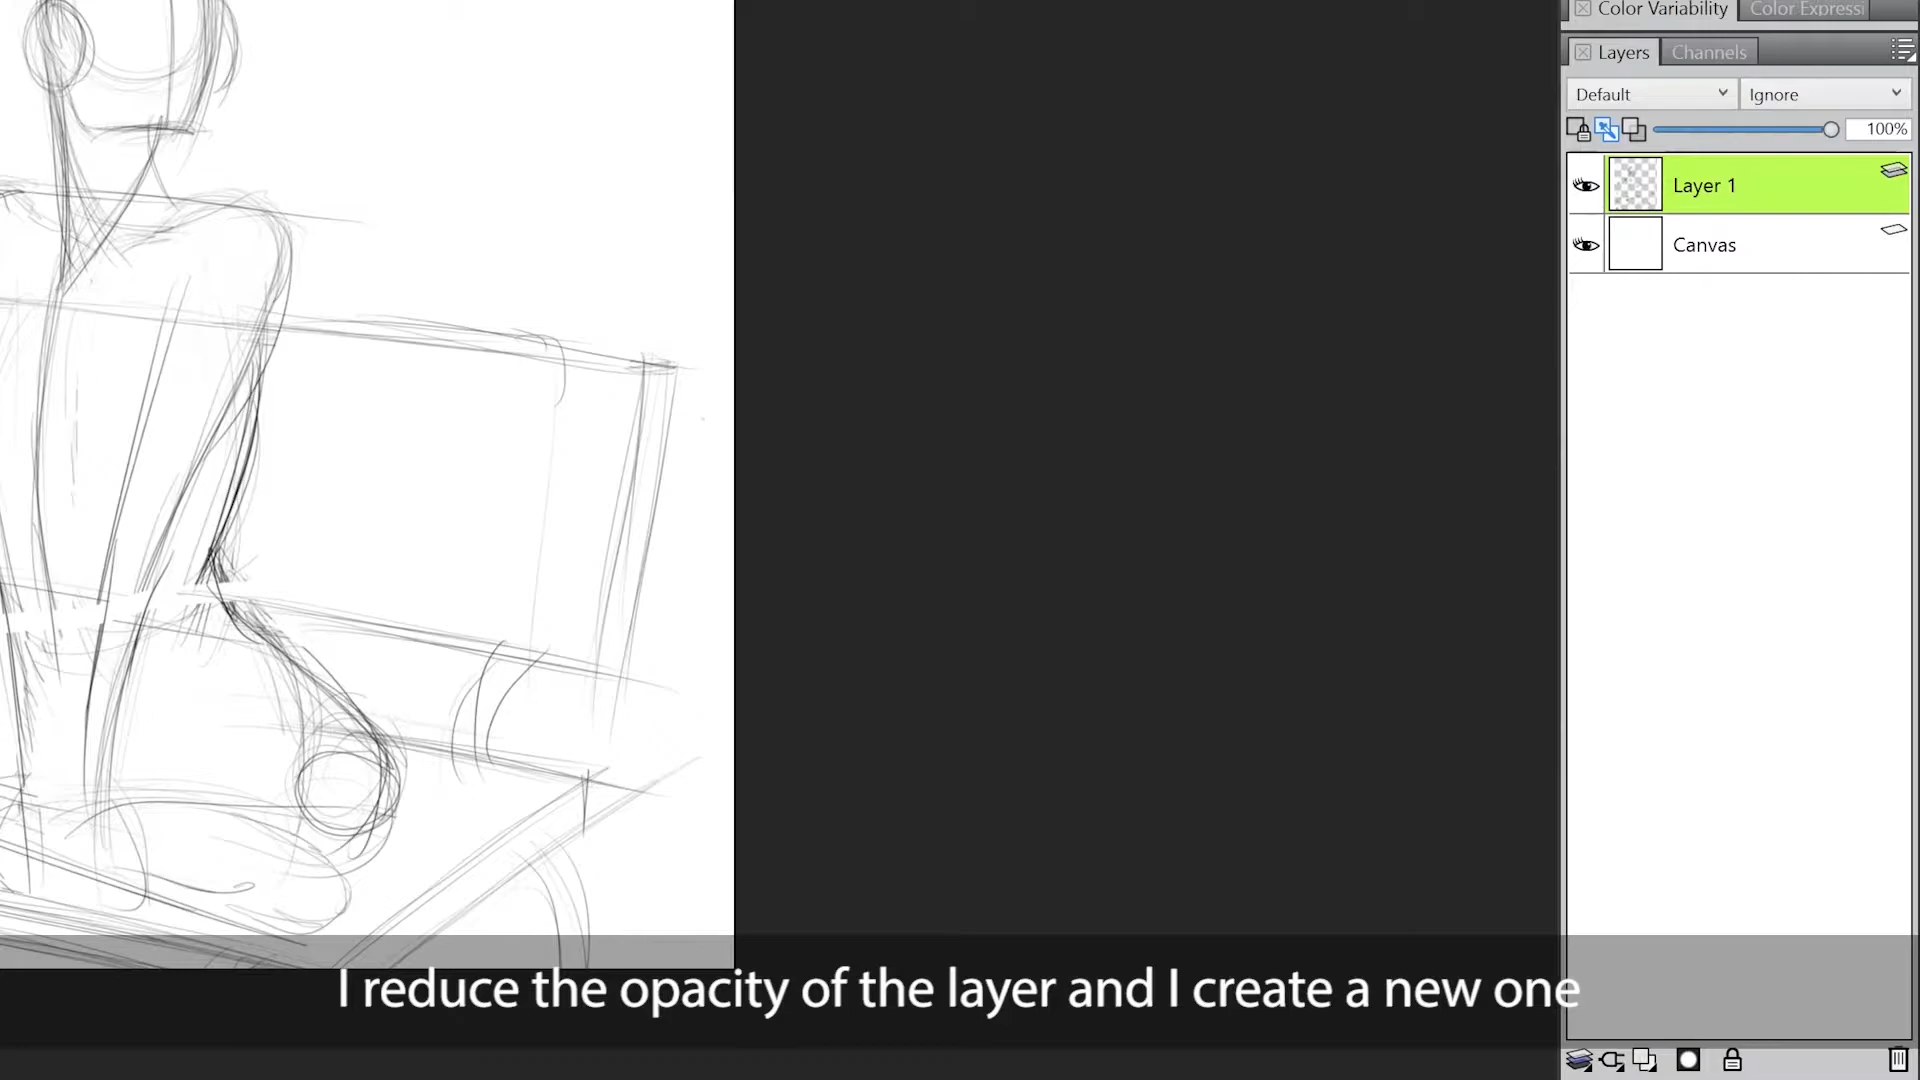 Color Variability
Color Expressi
Layers
Channels
Default
Ignore
100%
Layer 1
Canvas
I reduce the opacity of the layer and I create a new one